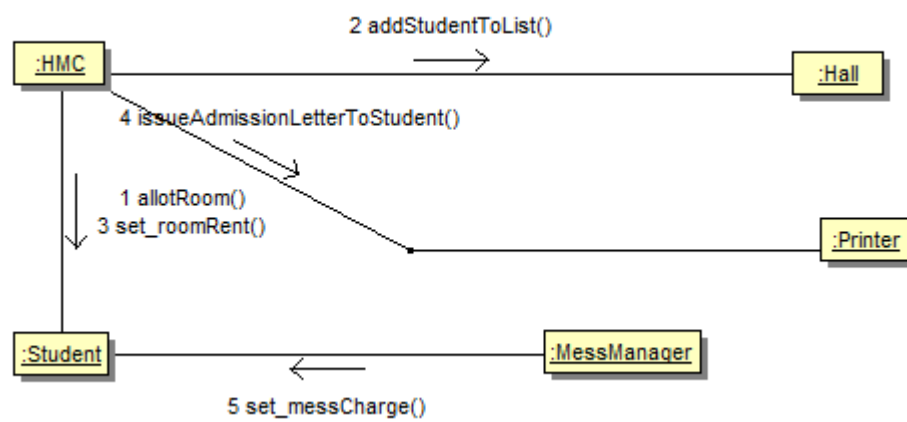 2 addStudentToList()
:HMC
:Hall
4 issueAdmissionLetterToStudent()
1 allotRoom()
3 set_roomRent()
:Printer
:Student
:MessManager
5 set_messCharge()